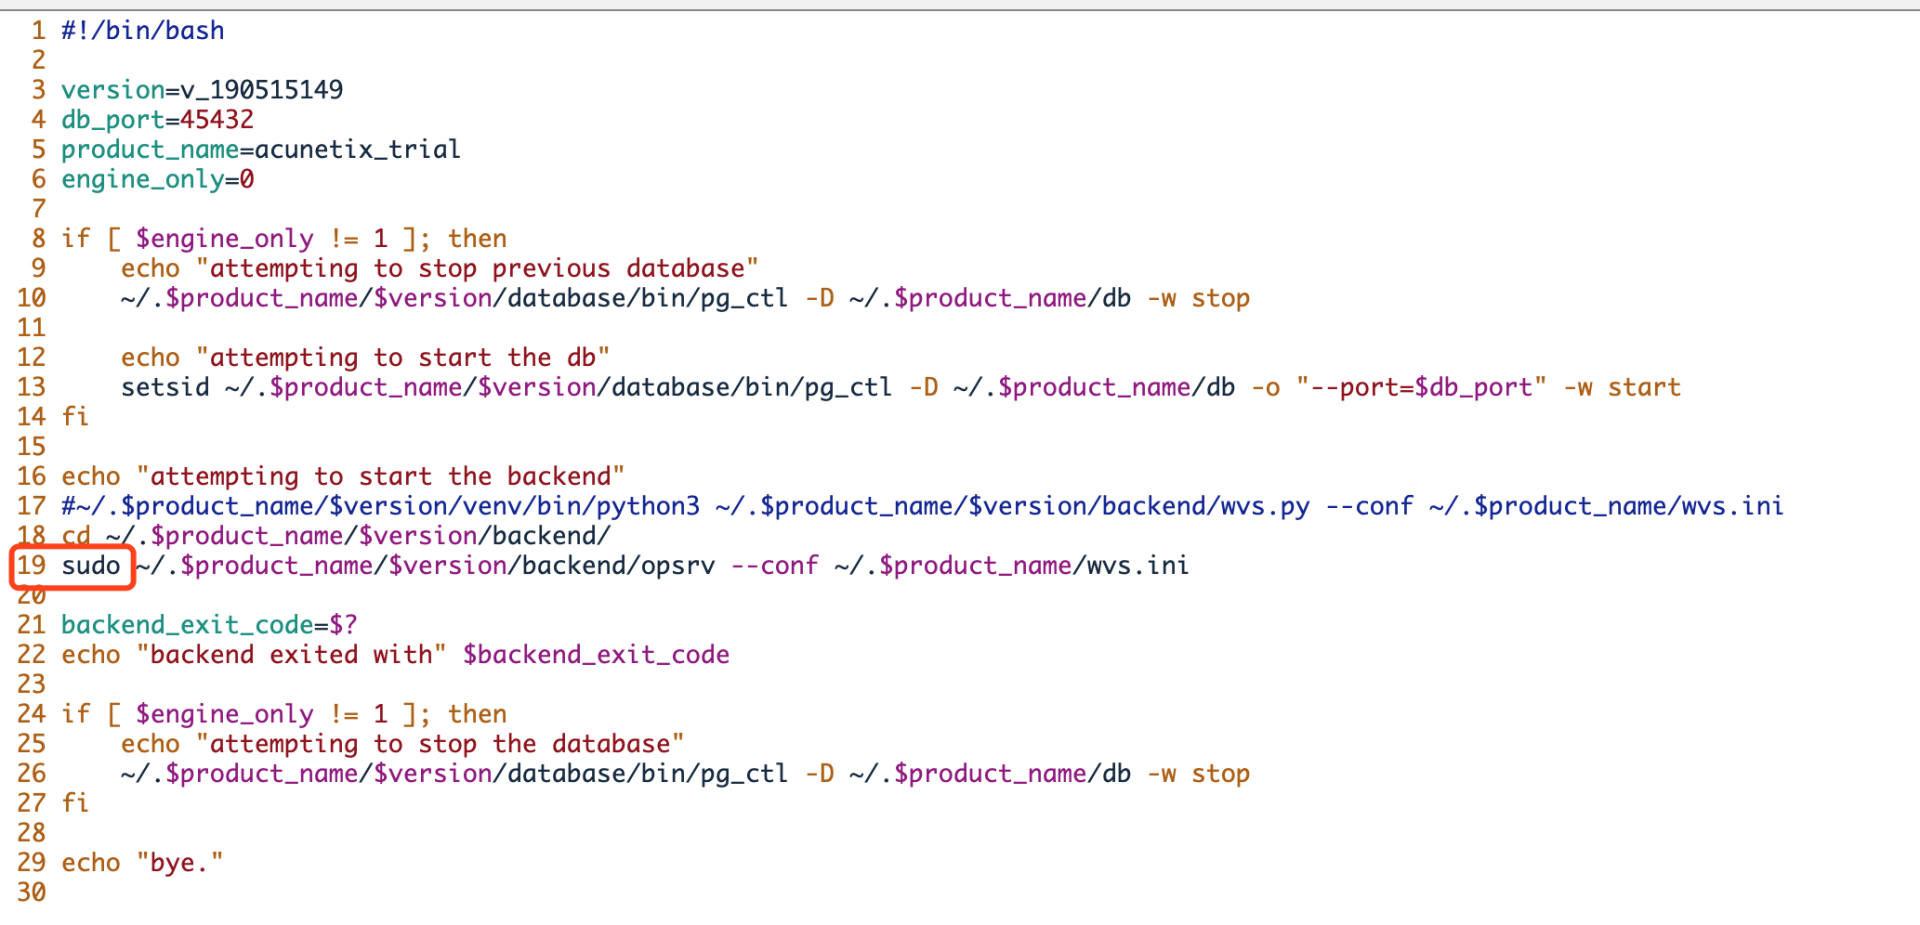 1 #!/bin/bash
2
3 version=v_190515149
4 db_port=45432
5 product_name=acunetix_trial
6 engine_only=0
7
8 if [ $engine_only != 1 ]; then
9     echo "attempting to stop previous database"
10     ~/.$product_name/$version/database/bin/pg_ctl -D ~/.$product_name/db -w stop
11
12     echo "attempting to start the db"
13     setsid ~/.$product_name/$version/database/bin/pg_ctl -D ~/.$product_name/db -o "--port=$db_port" -w start
14 fi
15
16 echo "attempting to start the backend"
17 #~/.$product_name/$version/venv/bin/python3 ~/.$product_name/$version/backend/wvs.py --conf ~/.$product_name/wvs.ini
18 cd ~/.$product_name/$version/backend/
19 sudo ~/.$product_name/$version/backend/opsrv --conf ~/.$product_name/wvs.ini
20
21 backend_exit_code=$?
22 echo "backend exited with" $backend_exit_code
23
24 if [ $engine_only != 1 ]; then
25     echo "attempting to stop the database"
26     ~/.$product_name/$version/database/bin/pg_ctl -D ~/.$product_name/db -w stop
27 fi
28
29 echo "bye."
30